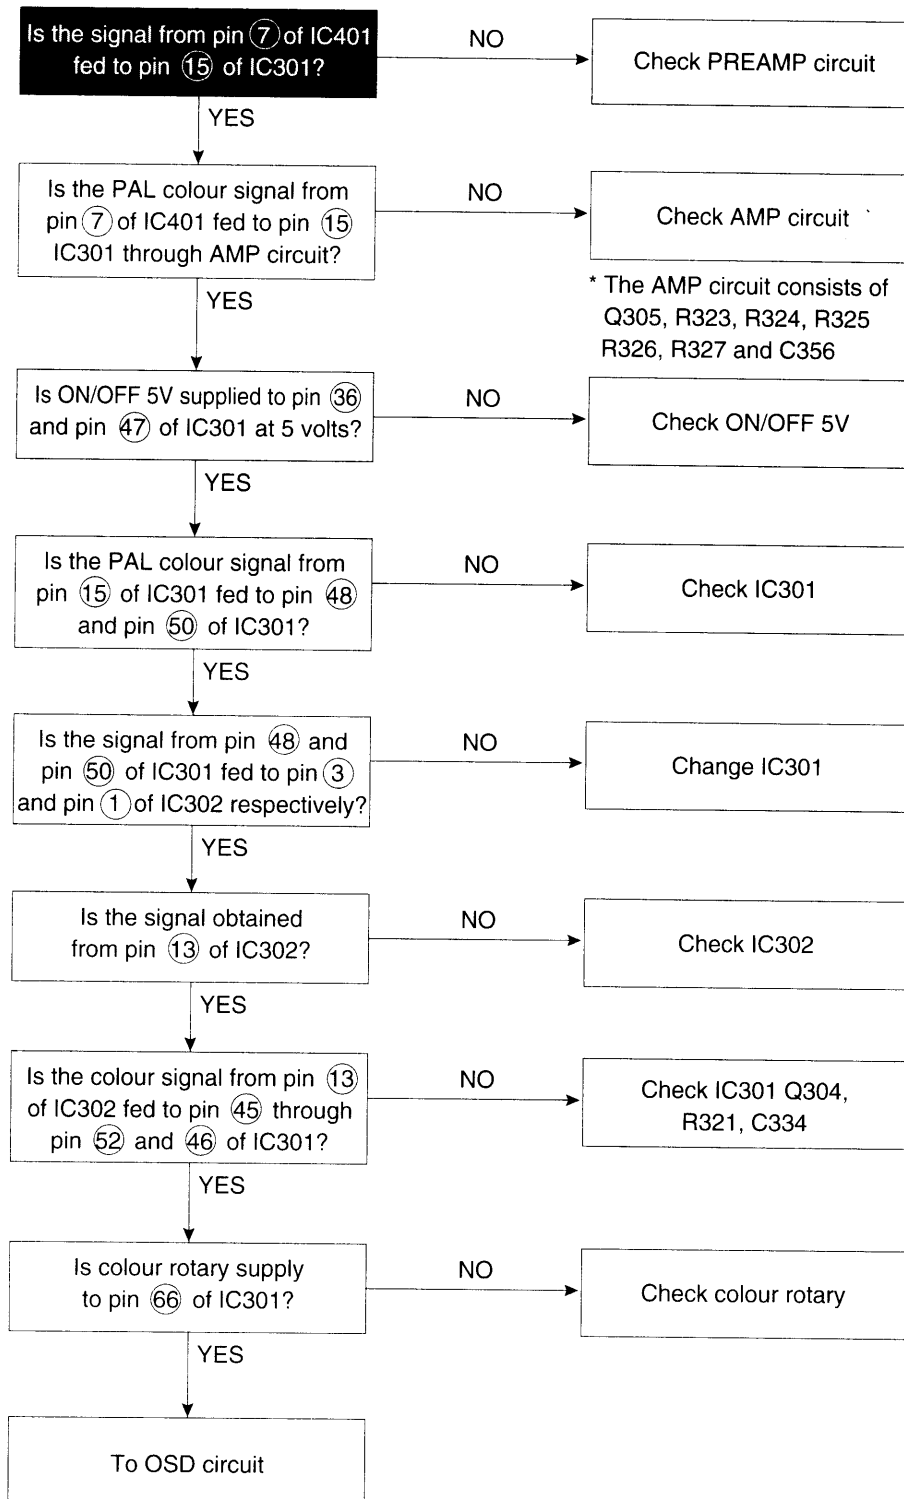 Is the signal from pin ⑦ of IC401
fed to pin ⑮ of IC301?
NO
Check PREAMP circuit
YES
Is the PAL colour signal from
pin ⑦ of IC401 fed to pin ⑮
IC301 through AMP circuit?
NO
Check AMP circuit
* The AMP circuit consists of
Q305, R323, R324, R325
R326, R327 and C356
YES
Is ON/OFF 5V supplied to pin ㊱
and pin ㊼ of IC301 at 5 volts?
NO
Check ON/OFF 5V
YES
Is the PAL colour signal from
pin ⑮ of IC301 fed to pin ㊽
and pin ㊿ of IC301?
NO
Check IC301
YES
Is the signal from pin ㊽ and
pin ㊿ of IC301 fed to pin ③
and pin ① of IC302 respectively?
NO
Change IC301
YES
Is the signal obtained
from pin ⑬ of IC302?
NO
Check IC302
YES
Is the colour signal from pin ⑬
of IC302 fed to pin ㊺ through
pin (52) and ㊻ of IC301?
NO
Check IC301 Q304,
R321, C334
YES
Is colour rotary supply
to pin (66) of IC301?
NO
Check colour rotary
YES
To OSD circuit